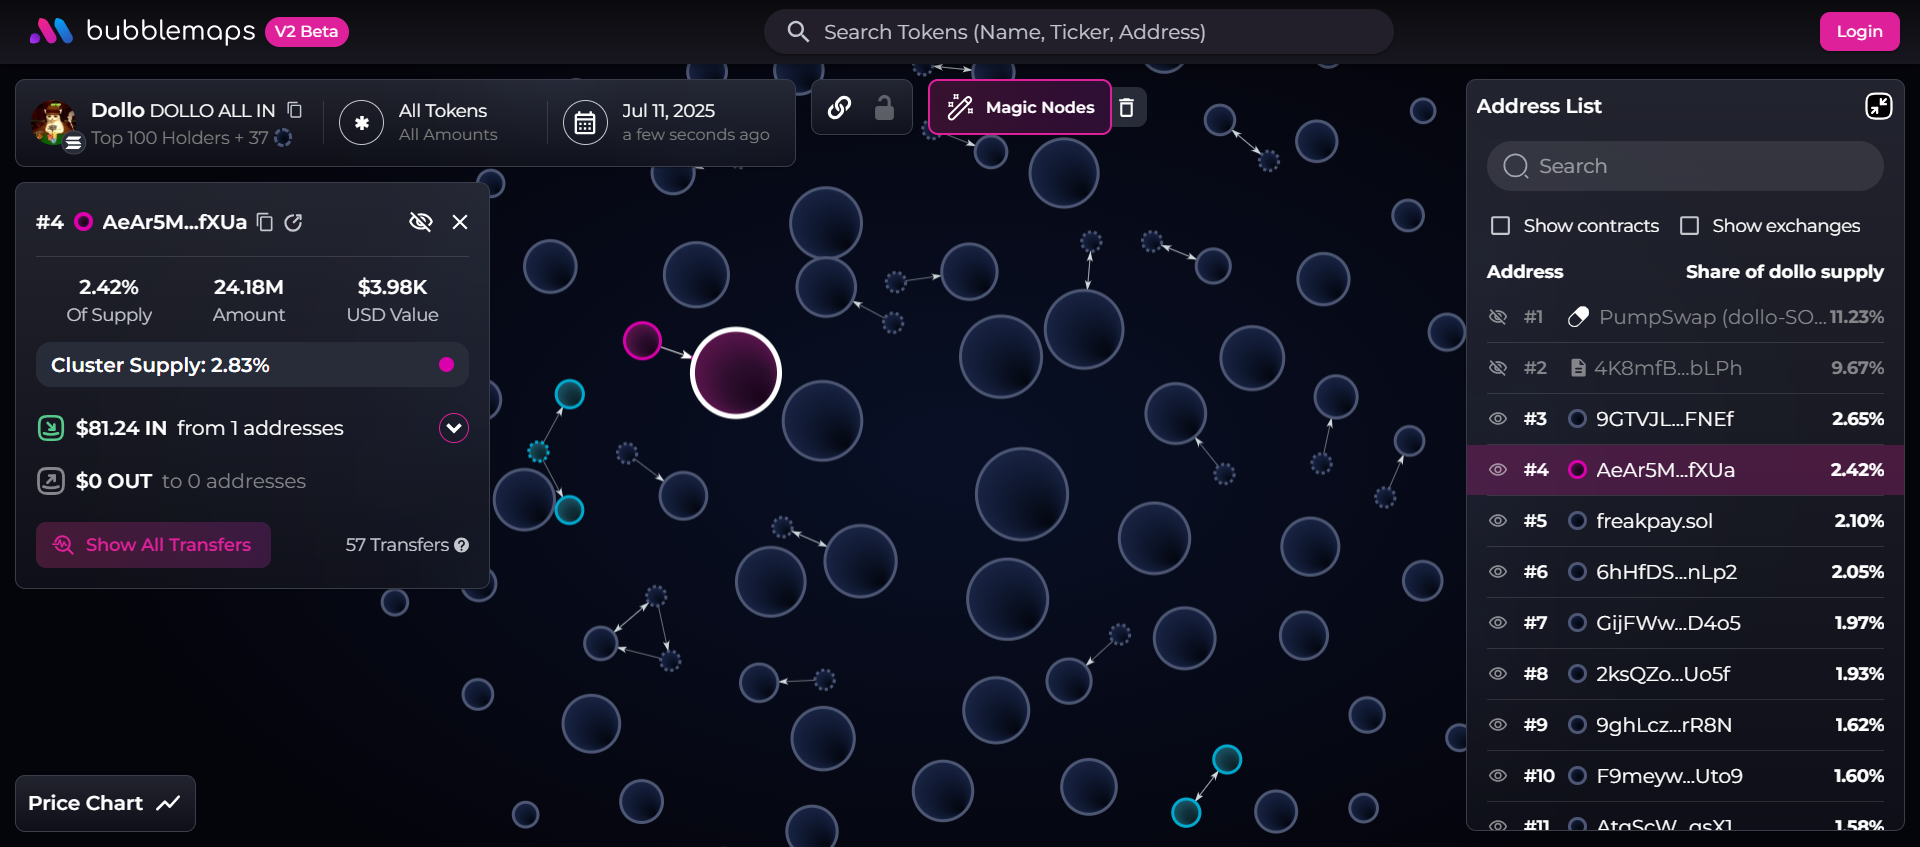 bubblemaps V2 Beta
Search Tokens (Name, Ticker, Address)
Login
Dollo DOLLO ALL IN
Top 100 Holders + 37
All Tokens
All Amounts
Jul 11, 2025
a few seconds ago
Magic Nodes
#4 AeAr5M...fXUa
2.42% 24.18M $3.98K
Of Supply Amount USD Value
Cluster Supply: 2.83%
$81.24 IN from 1 addresses
$0 OUT to 0 addresses
Show All Transfers 57 Transfers
Price Chart
Address List
Search
Show contracts Show exchanges
Address Share of dollo supply
#1 PumpSwap (dollo-SO... 11.23%
#2 4K8mfB...bLPh 9.67%
#3 9GTVJL...FNEf 2.65%
#4 AeAr5M...fXUa 2.42%
#5 freakpay.sol 2.10%
#6 6hHfDS...nLp2 2.05%
#7 GijFWw...D4o5 1.97%
#8 2ksQZo...Uo5f 1.93%
#9 9ghLcz...rR8N 1.62%
#10 F9meyw...Uto9 1.60%
#11 1.58%